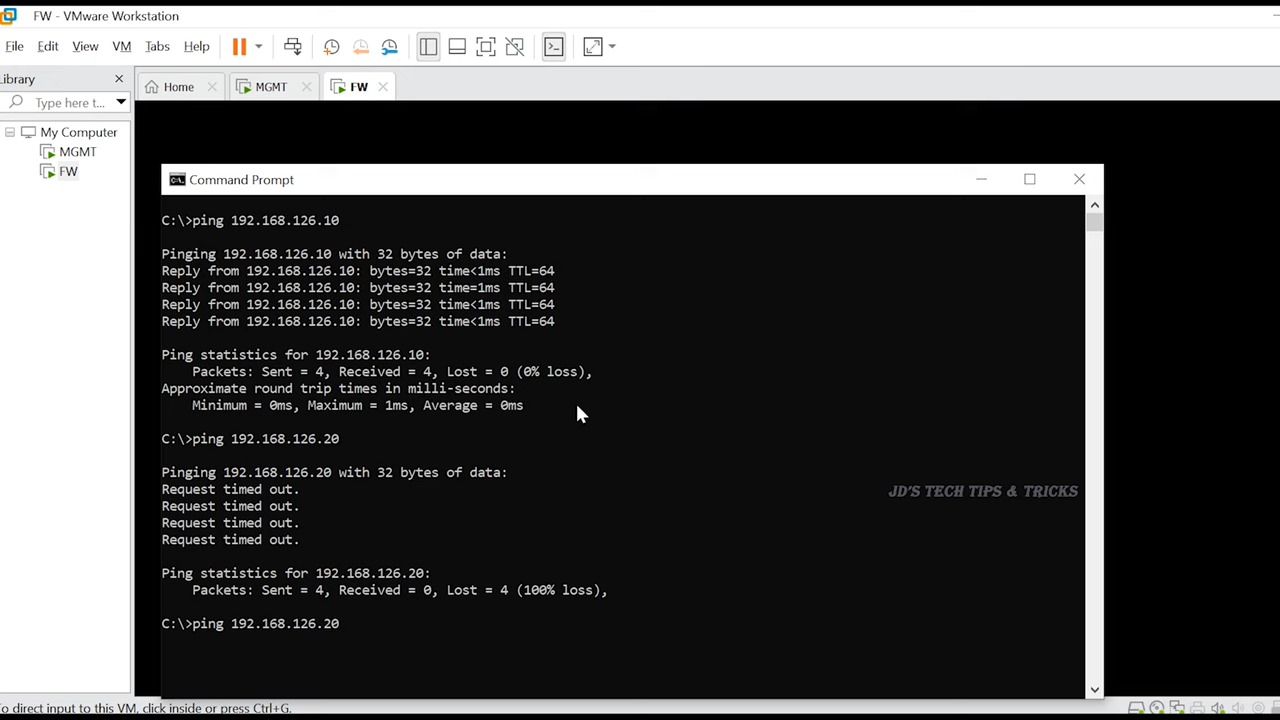 FW - VMware Workstation
File Edit View VM Tabs Help
Library
Home MGMT FW
Type here t...
My Computer
MGMT
FW
Command Prompt
C:\>ping 192.168.126.10
Pinging 192.168.126.10 with 32 bytes of data:
Reply from 192.168.126.10: bytes=32 time<1ms TTL=64
Reply from 192.168.126.10: bytes=32 time=1ms TTL=64
Reply from 192.168.126.10: bytes=32 time<1ms TTL=64
Reply from 192.168.126.10: bytes=32 time<1ms TTL=64
Ping statistics for 192.168.126.10:
Packets: Sent = 4, Received = 4, Lost = 0 (0% loss),
Approximate round trip times in milli-seconds:
Minimum = 0ms, Maximum = 1ms, Average = 0ms
C:\>ping 192.168.126.20
Pinging 192.168.126.20 with 32 bytes of data:
Request timed out.
Request timed out.
Request timed out.
Request timed out.
JD'S TECH TIPS & TRICKS
Ping statistics for 192.168.126.20:
Packets: Sent = 4, Received = 0, Lost = 4 (100% loss),
C:\>ping 192.168.126.20
To direct input to this VM, click inside or press Ctrl+G.